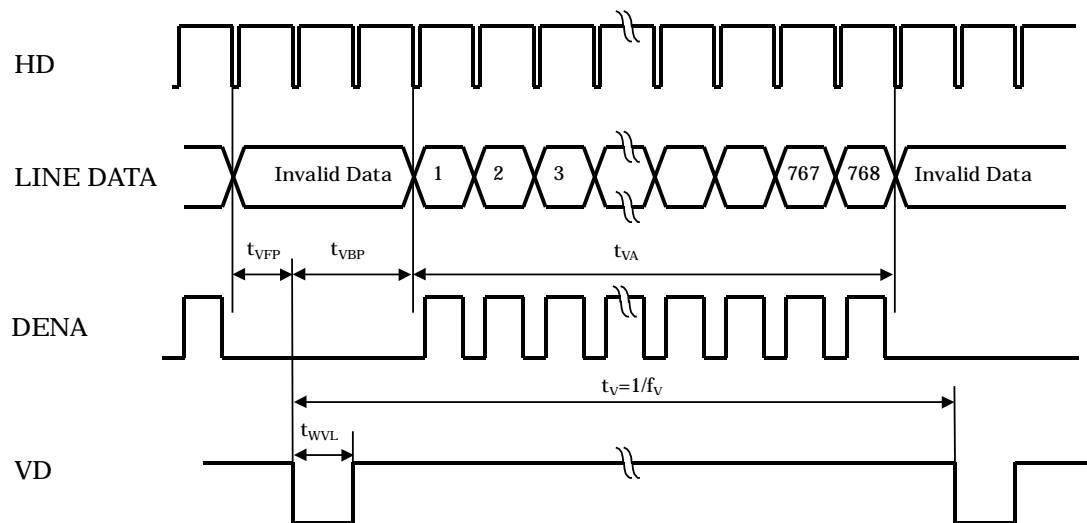 HD
LINE DATA
Invalid Data 1 2 3 767 768 Invalid Data
tVFP tVBP tVA
DENA
tV=1/fV
tWVL
VD